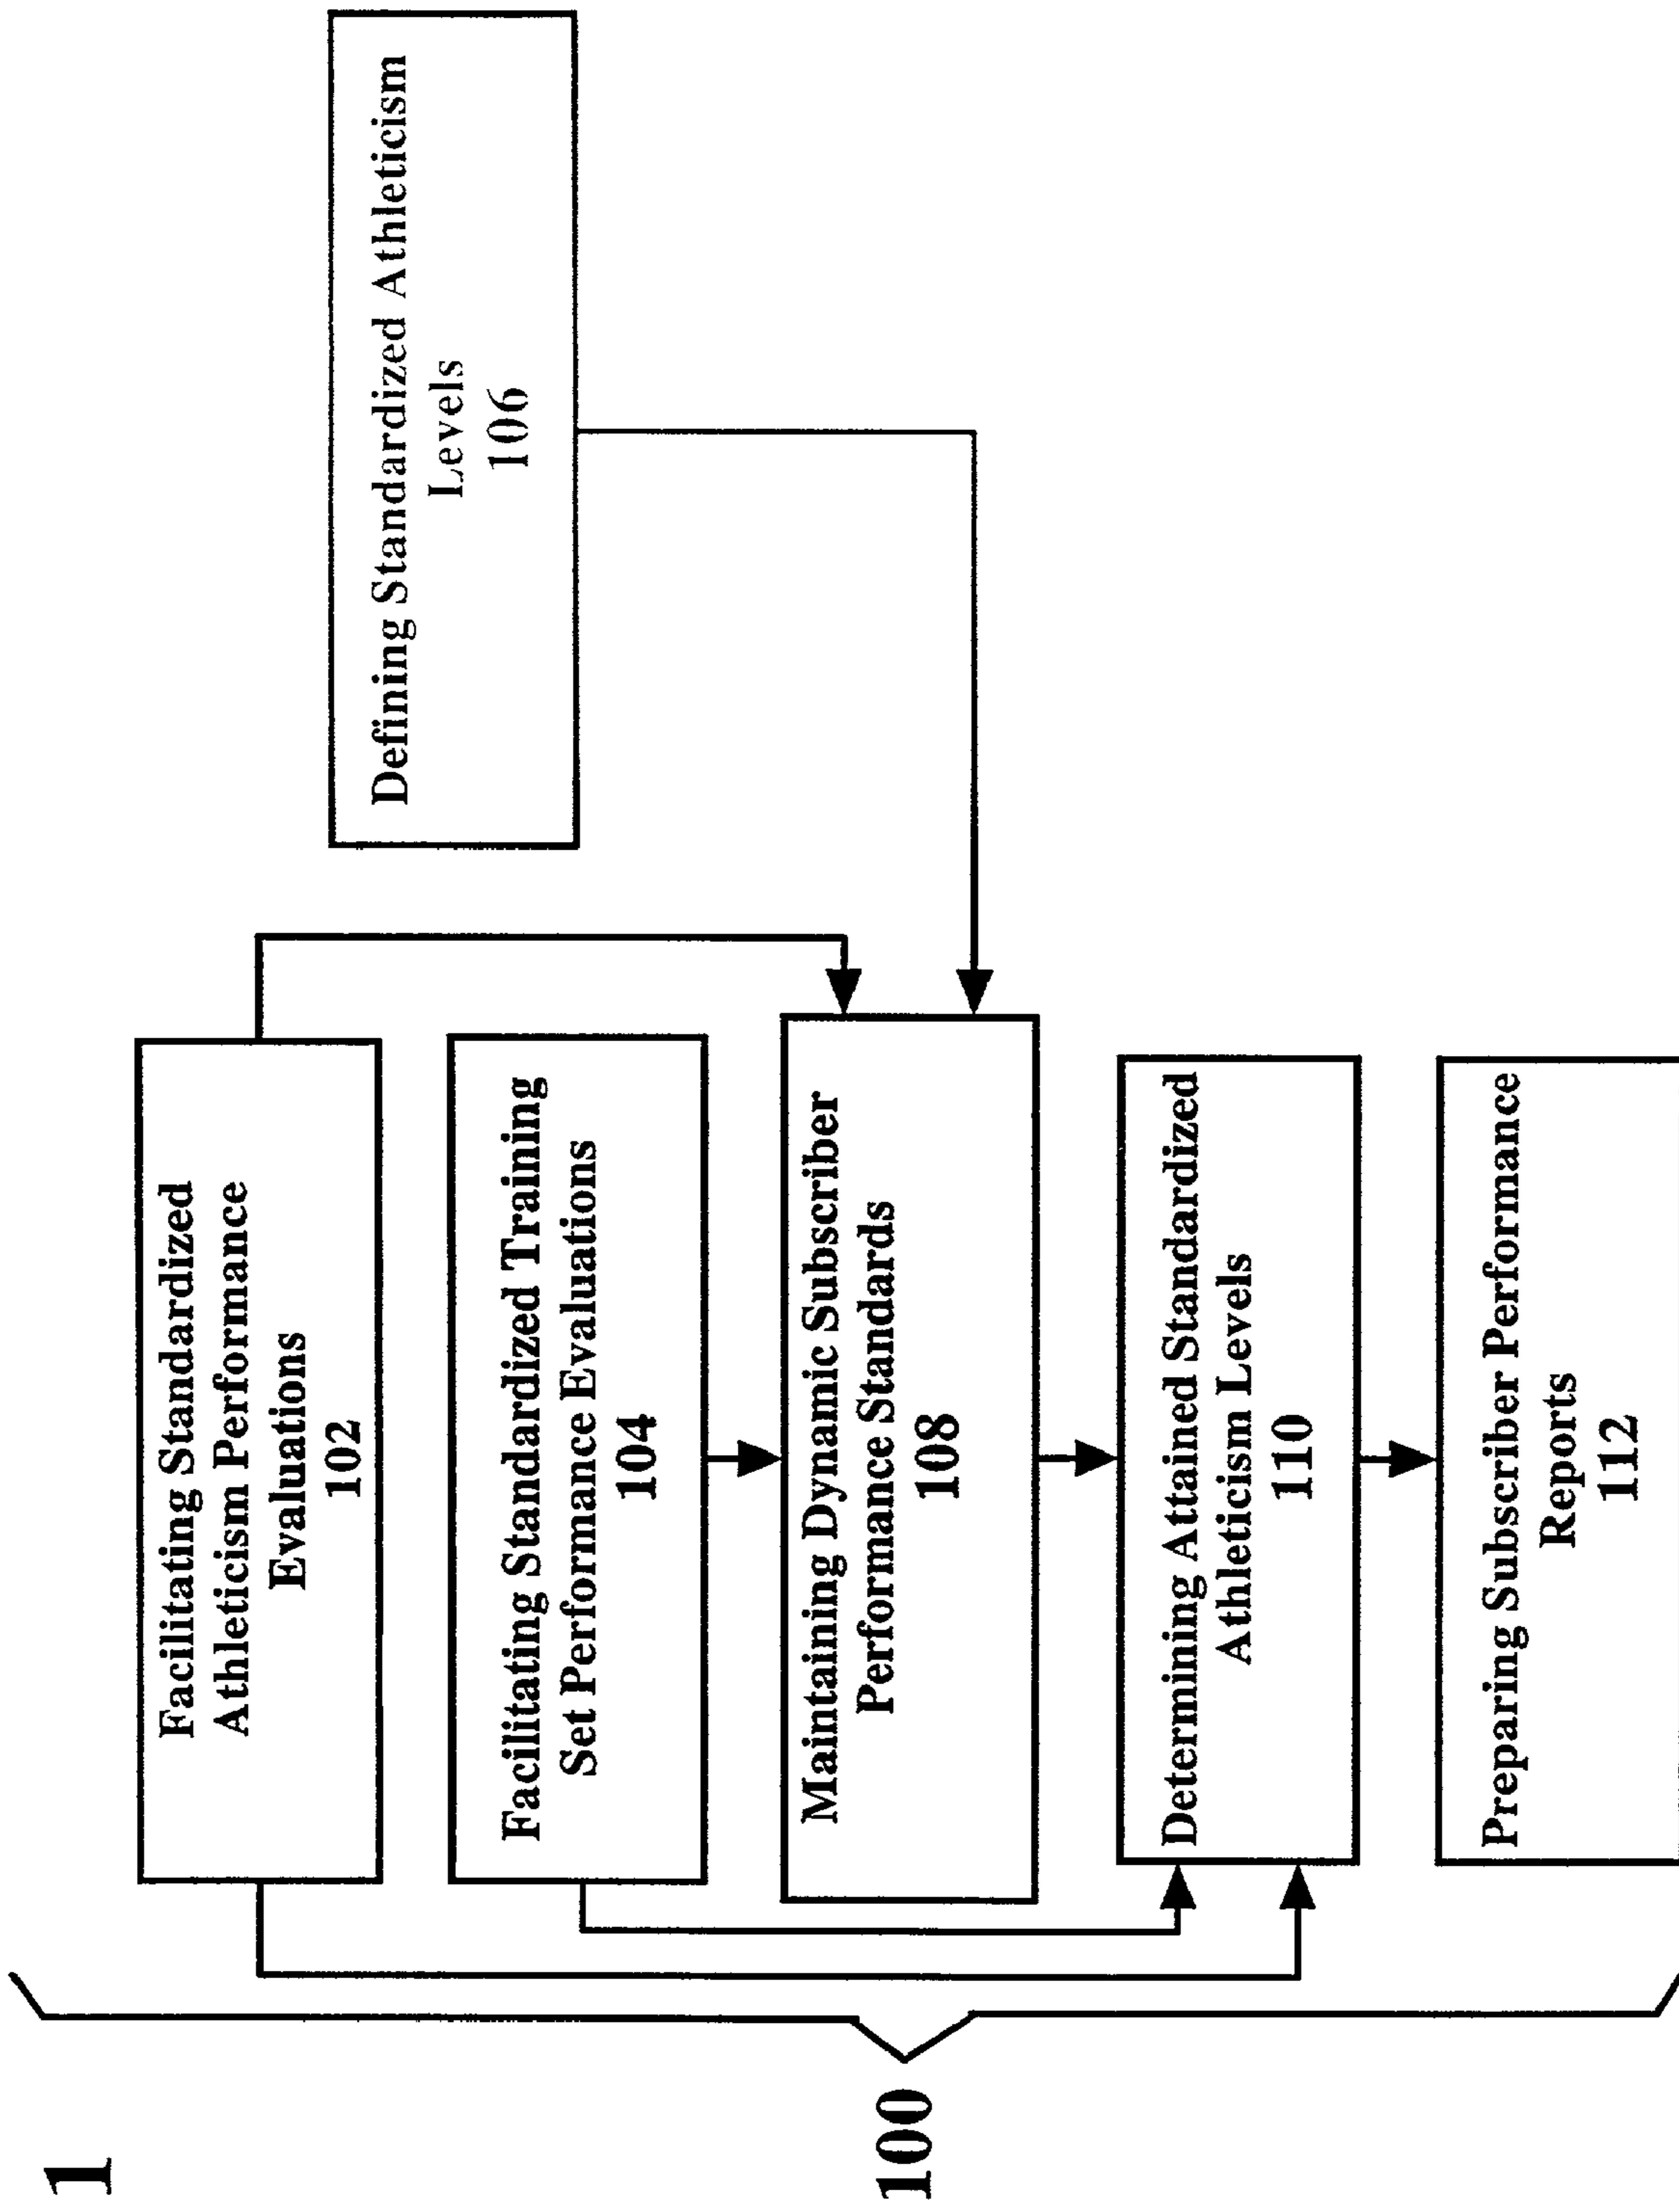 1
100
Facilitating Standardized
Athleticism Performance
Evaluations
102
Facilitating Standardized Training
Set Performance Evaluations
104
Defining Standardized Athleticism
Levels
106
Maintaining Dynamic Subscriber
Performance Standards
108
Determining Attained Standardized
Athleticism Levels
110
Preparing Subscriber Performance
Reports
112